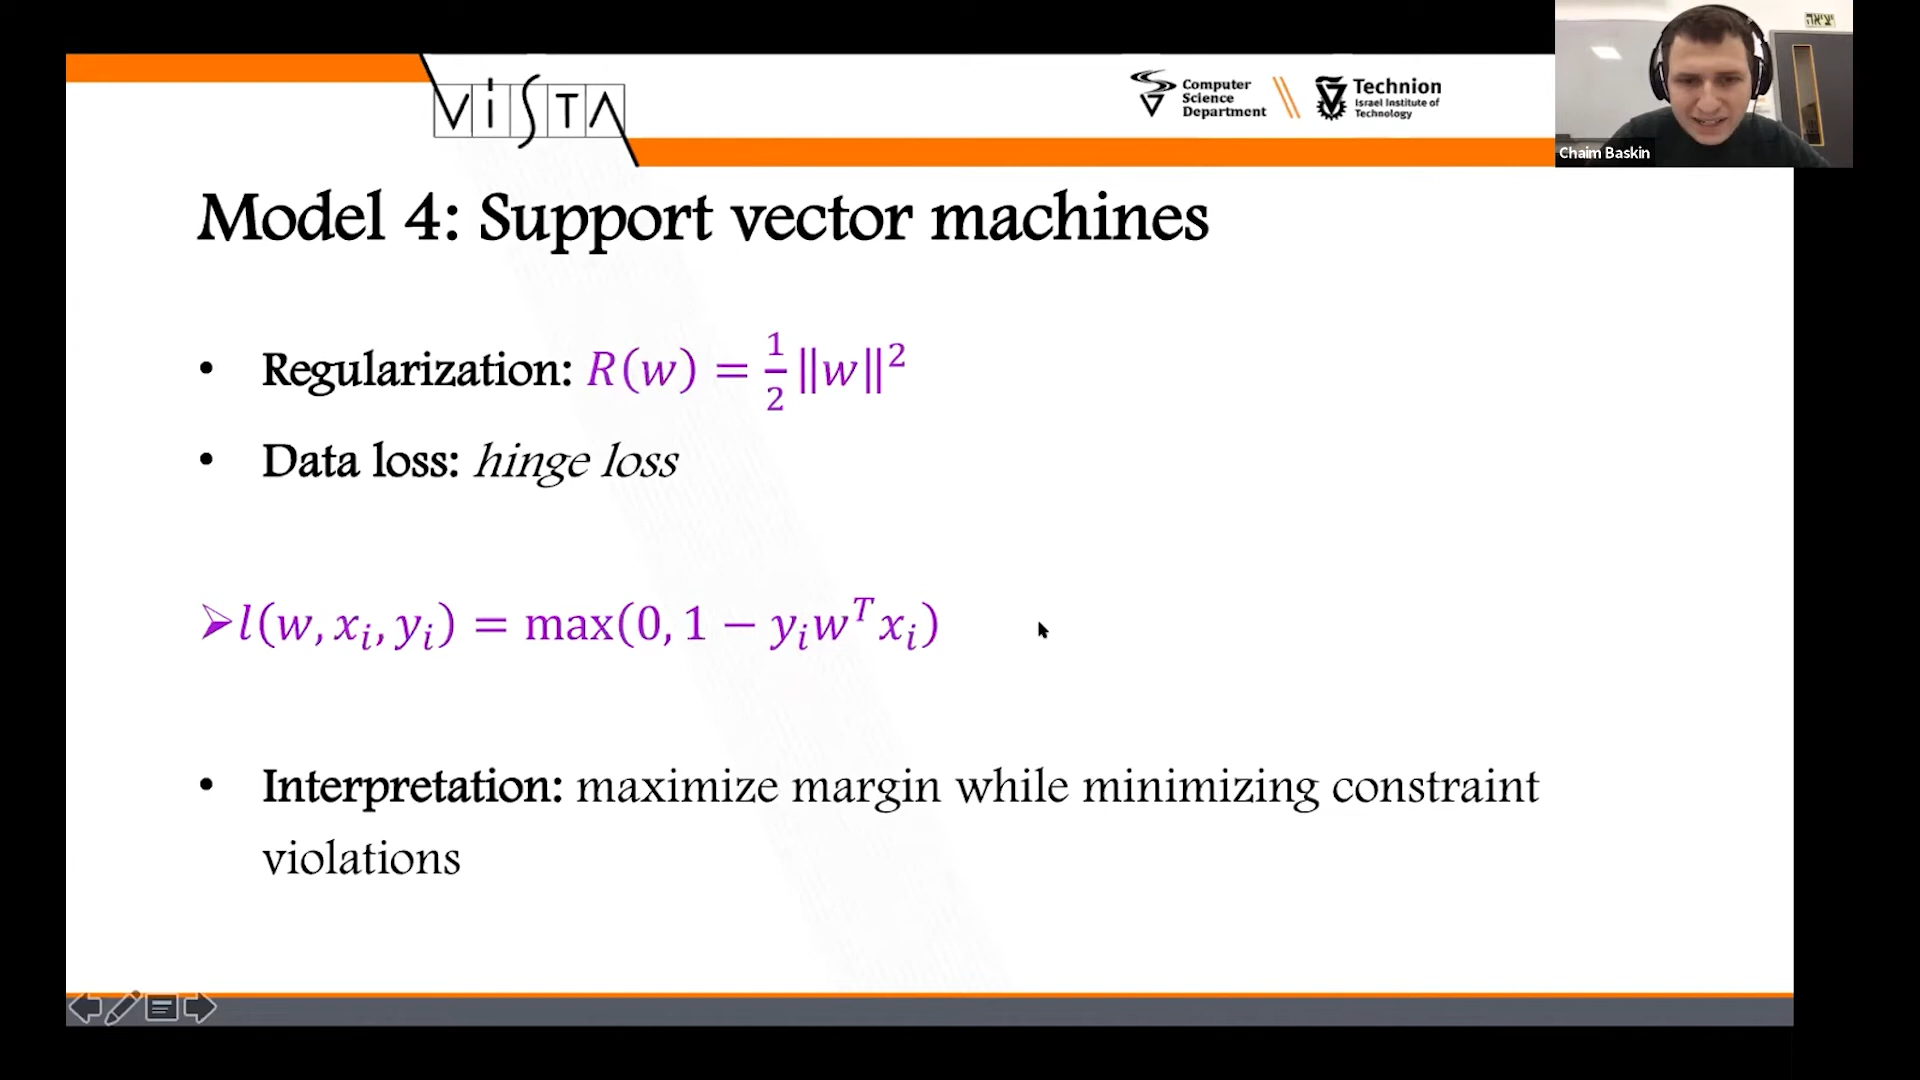 VISTA
Computer
Science
Department
Technion
Israel Institute of
Technology
יציאה
Chaim Baskin
Model 4: Support vector machines
• Regularization: R(w) = 1/2 ‖w‖²
• Data loss: hinge loss
➢ l(w, xᵢ, yᵢ) = max(0, 1 − yᵢwᵀxᵢ)
• Interpretation: maximize margin while minimizing constraint
violations